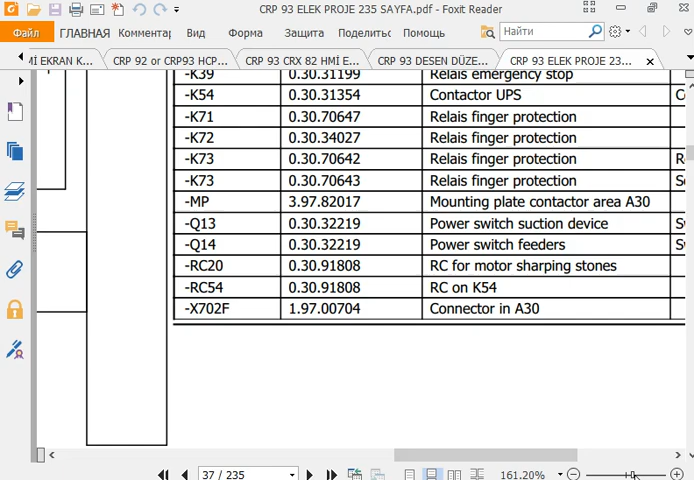 CRP 93 ELEK PROJE 235 SAYFA.pdf - Foxit Reader
Файл ГЛАВНАЯ Комментар Вид Форма Защита Поделитьс Помощь Найти
Mİ EKRAN K... CRP 92 or CRP93 HCP... CRP 93 CRX 82 HMİ E... CRP 93 DESEN DÜZE... CRP 93 ELEK PROJE 23...
-K39 0.30.31199 Relais emergency stop
-K54 0.30.31354 Contactor UPS
-K71 0.30.70647 Relais finger protection
-K72 0.30.34027 Relais finger protection
-K73 0.30.70642 Relais finger protection
-K73 0.30.70643 Relais finger protection
-MP 3.97.82017 Mounting plate contactor area A30
-Q13 0.30.32219 Power switch suction device
-Q14 0.30.32219 Power switch feeders
-RC20 0.30.91808 RC for motor sharping stones
-RC54 0.30.91808 RC on K54
-X702F 1.97.00704 Connector in A30
37 / 235 161.20%